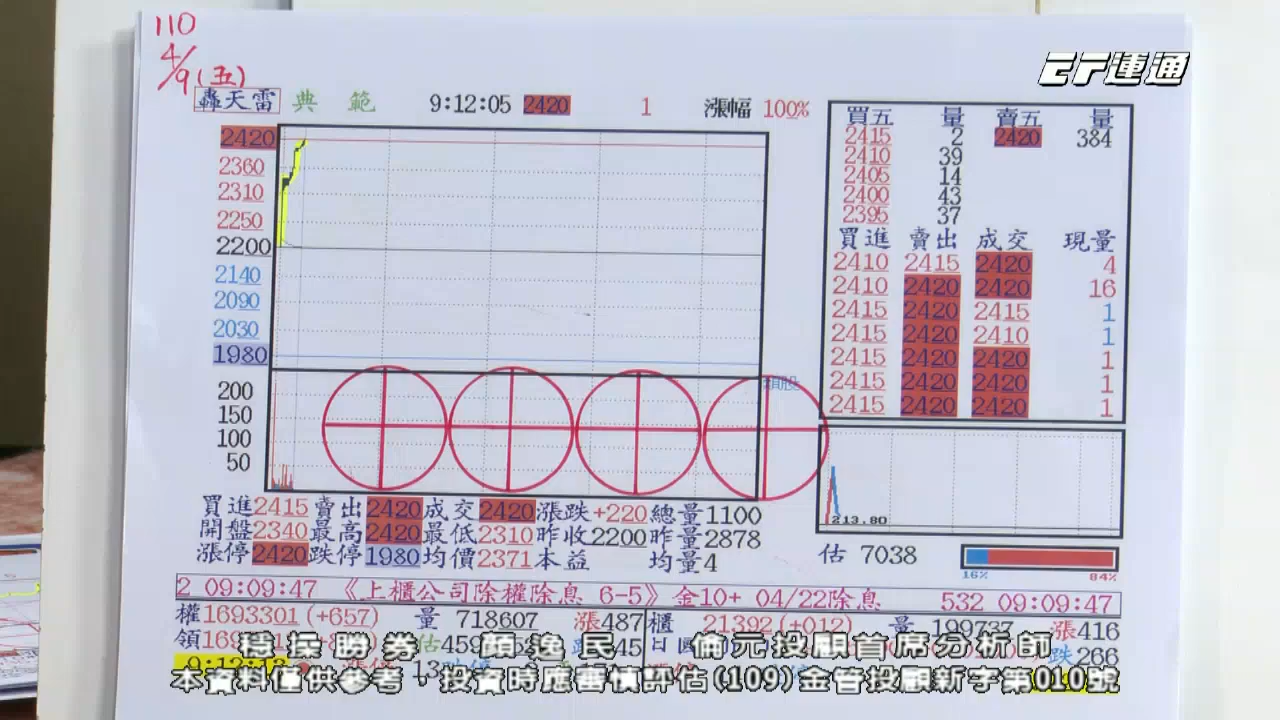 110
4/9(五)
EF運通
轟天雷 典範 9:12:05 2420 1 漲幅 100%
2420
2360
2310
2250
2200
2140
2090
2030
1980
200
150
100
50
買五 量 賣五 量
2415 2 2420 384
2410 39
2405 14
2400 43
2395 37
買進 賣出 成交 現量
2410 2415 2420 4
2410 2420 2420 16
2415 2420 2415 1
2415 2420 2410 1
2415 2420 2420 1
2415 2420 2420 1
2415 2420 2420 1
213.80
買進2415賣出2420成交2420漲跌+220總量1100
開盤2340最高2420最低2310昨收2200昨量2878
漲停2420跌停1980均價2371本益 均量4
估 7038
16% 84%
2 09:09:47 《上櫃公司除權除息 6-5》金10+ 04/22除息 532 09:09:47
權1693301(+657) 量 718607 漲487櫃 21392(+012) 量 199737 漲416
跌266
穩操勝券 顏逸民 倫元投顧首席分析師
本資料僅供參考,投資時應審慎評估(109)金管投顧新字第010號